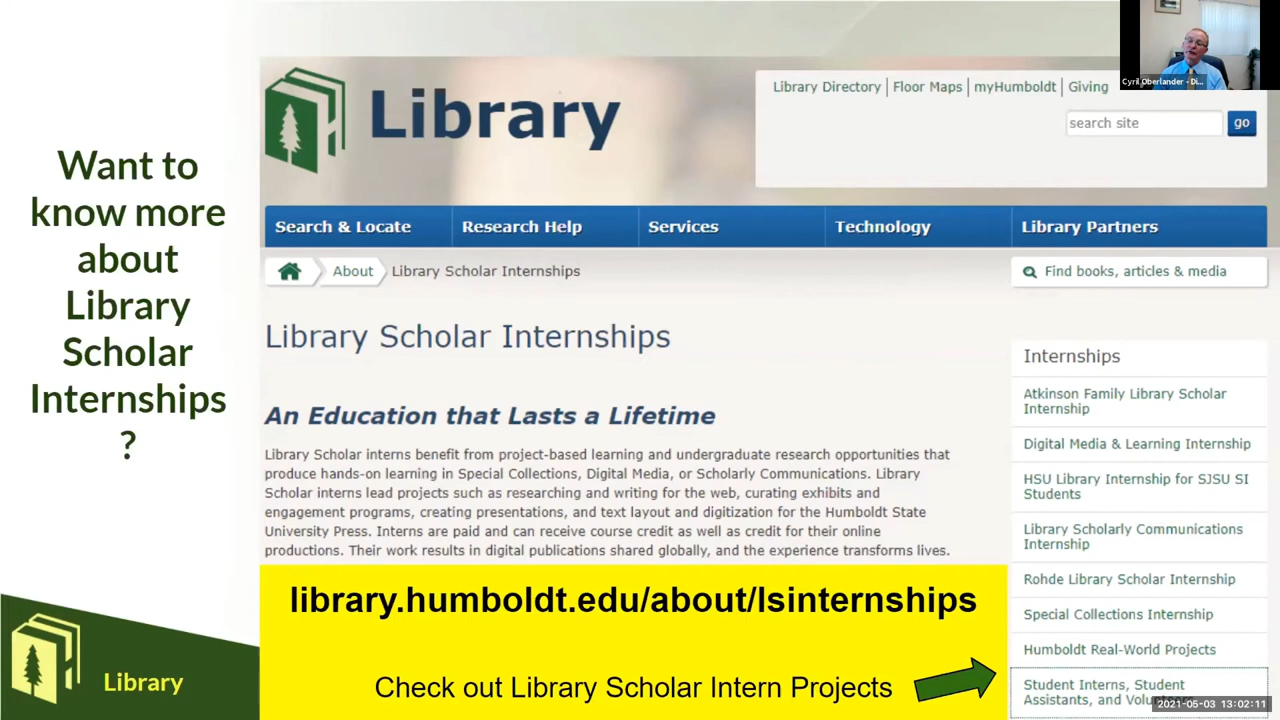 Want to
know more
about
Library
Scholar
Internships
?
Library
Library Directory
Floor Maps
myHumboldt
Giving
search site
go
Cyril Oberlander - Di...
Search & Locate
Research Help
Services
Technology
Library Partners
About
Library Scholar Internships
Find books, articles & media
Library Scholar Internships
An Education that Lasts a Lifetime
Library Scholar interns benefit from project-based learning and undergraduate research opportunities that
produce hands-on learning in Special Collections, Digital Media, or Scholarly Communications. Library
Scholar interns lead projects such as researching and writing for the web, curating exhibits and
engagement programs, creating presentations, and text layout and digitization for the Humboldt State
University Press. Interns are paid and can receive course credit as well as credit for their online
productions. Their work results in digital publications shared globally, and the experience transforms lives.
Internships
Atkinson Family Library Scholar
Internship
Digital Media & Learning Internship
HSU Library Internship for SJSU SI
Students
Library Scholarly Communications
Internship
Rohde Library Scholar Internship
Special Collections Internship
Humboldt Real-World Projects
Student Interns, Student
Assistants, and Volunteers
library.humboldt.edu/about/lsinternships
Check out Library Scholar Intern Projects
Library
2021-05-03 13:02:11